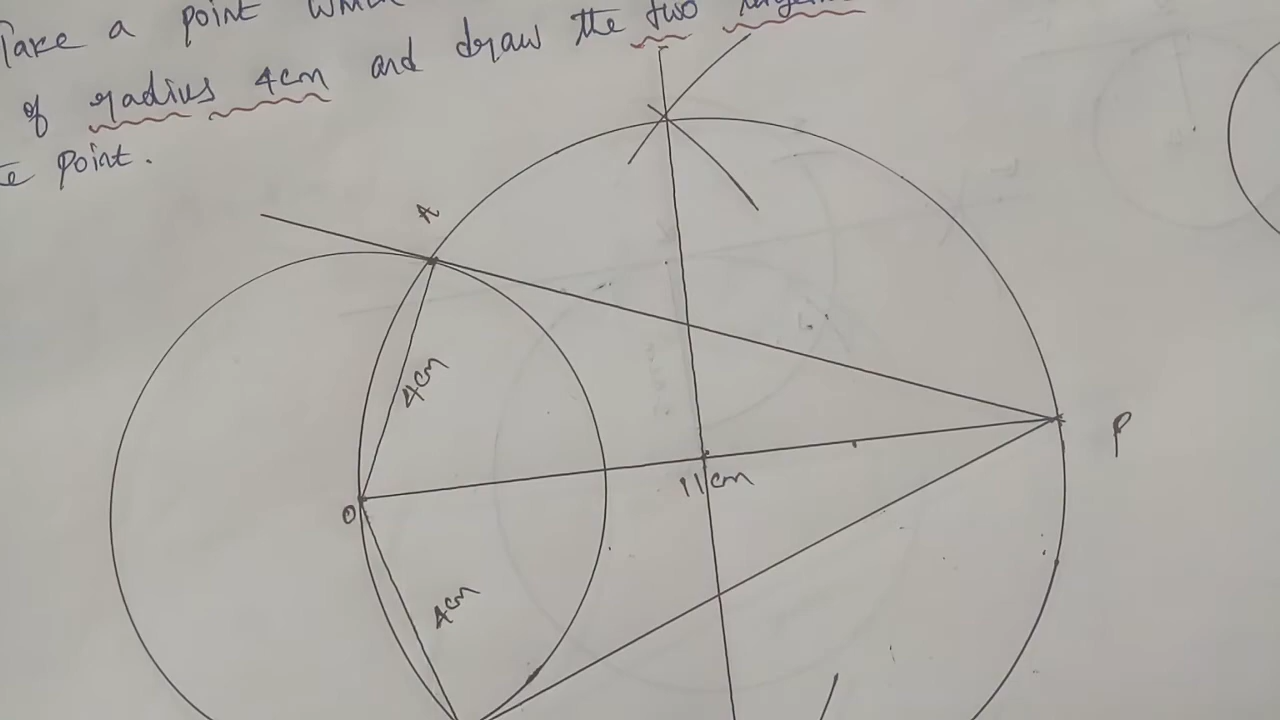 Take a point
of radius 4cm and draw the two
point.
A
4cm
P
11cm
O
4cm